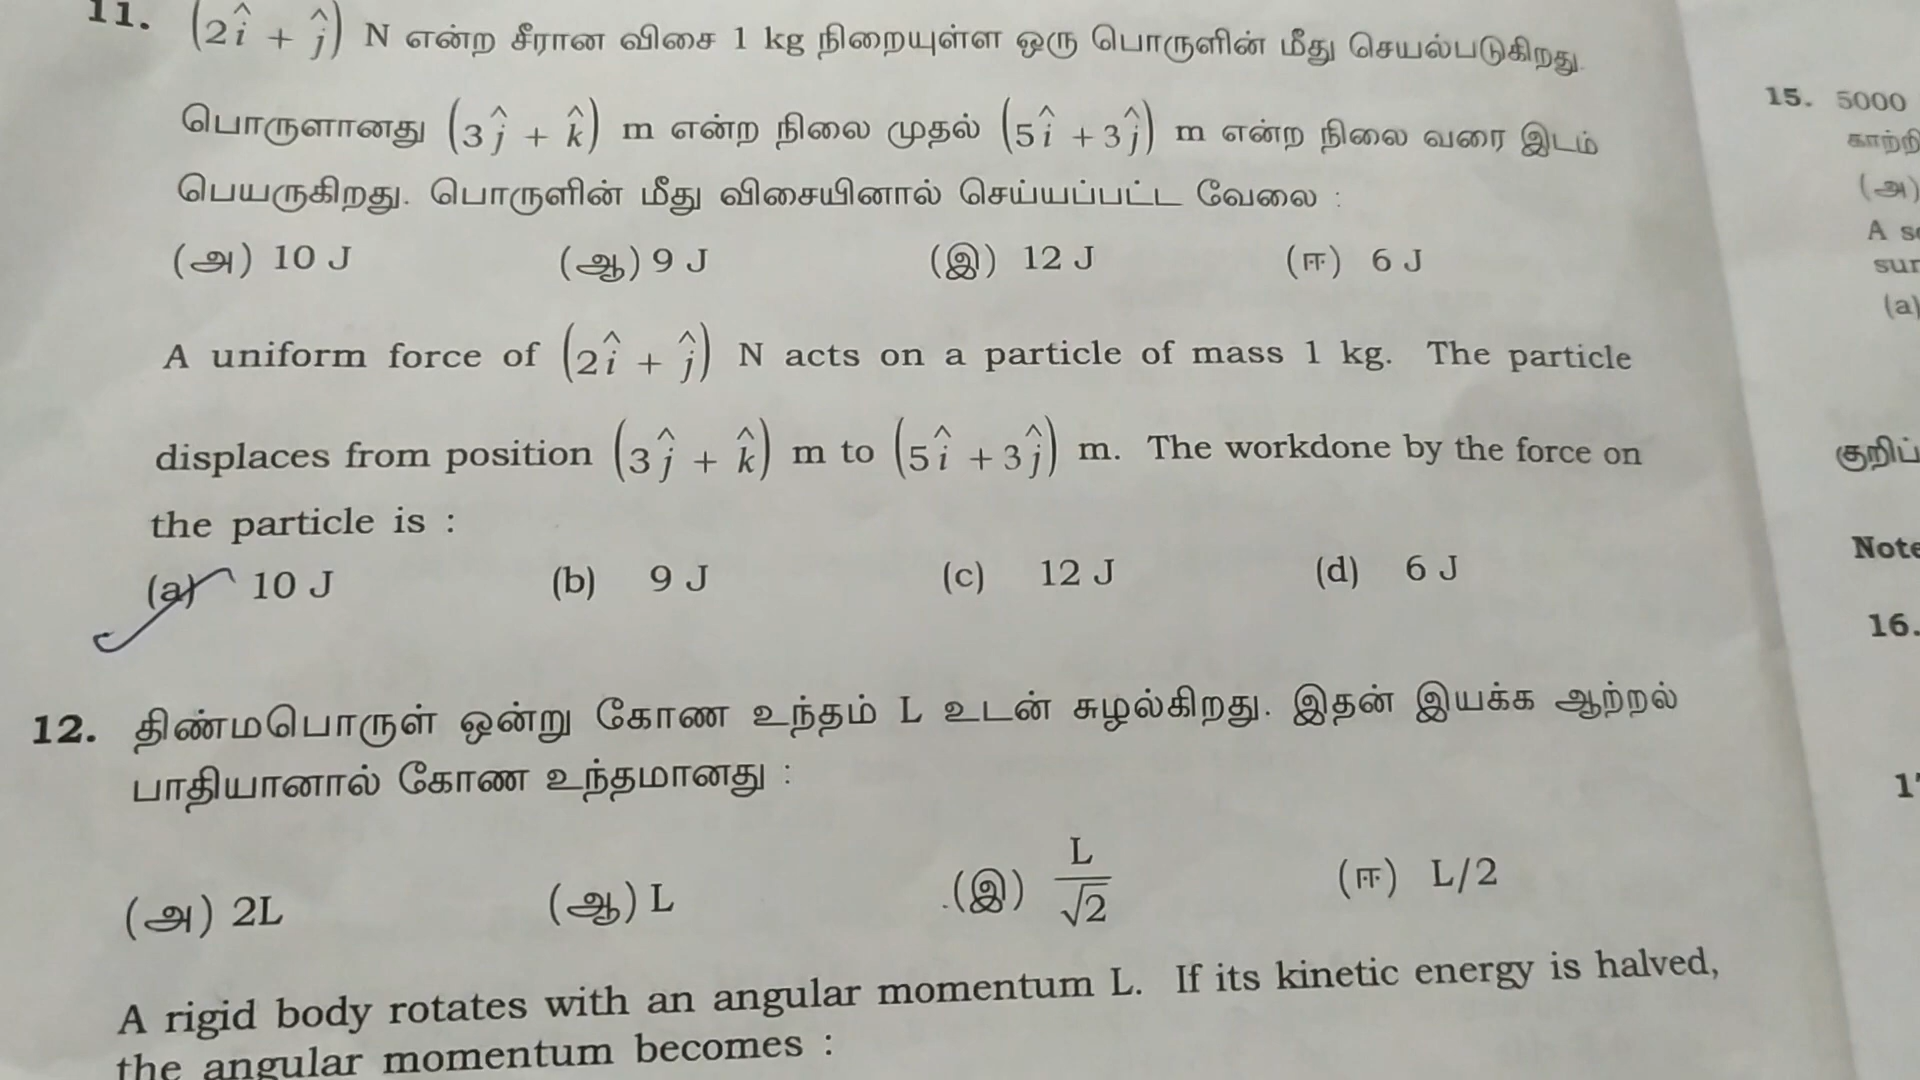 11. (2î + ĵ) N என்ற சீரான விசை 1 kg நிறையுள்ள ஒரு பொருளின் மீது செயல்படுகிறது.
பொருளானது (3ĵ + k̂) m என்ற நிலை முதல் (5î + 3ĵ) m என்ற நிலை வரை இடம்
பெயருகிறது. பொருளின் மீது விசையினால் செய்யப்பட்ட வேலை :
(அ) 10 J (ஆ) 9 J (இ) 12 J (ஈ) 6 J
A uniform force of (2î + ĵ) N acts on a particle of mass 1 kg. The particle
displaces from position (3ĵ + k̂) m to (5î + 3ĵ) m. The workdone by the force on
the particle is :
(a) 10 J (b) 9 J (c) 12 J (d) 6 J
12. திண்மபொருள் ஒன்று கோண உந்தம் L உடன் சுழல்கிறது. இதன் இயக்க ஆற்றல்
பாதியானால் கோண உந்தமானது :
(அ) 2L (ஆ) L (இ) L/√2 (ஈ) L/2
A rigid body rotates with an angular momentum L. If its kinetic energy is halved,
the angular momentum becomes :
15. 5000
(அ)
A
(a)
Note
16.